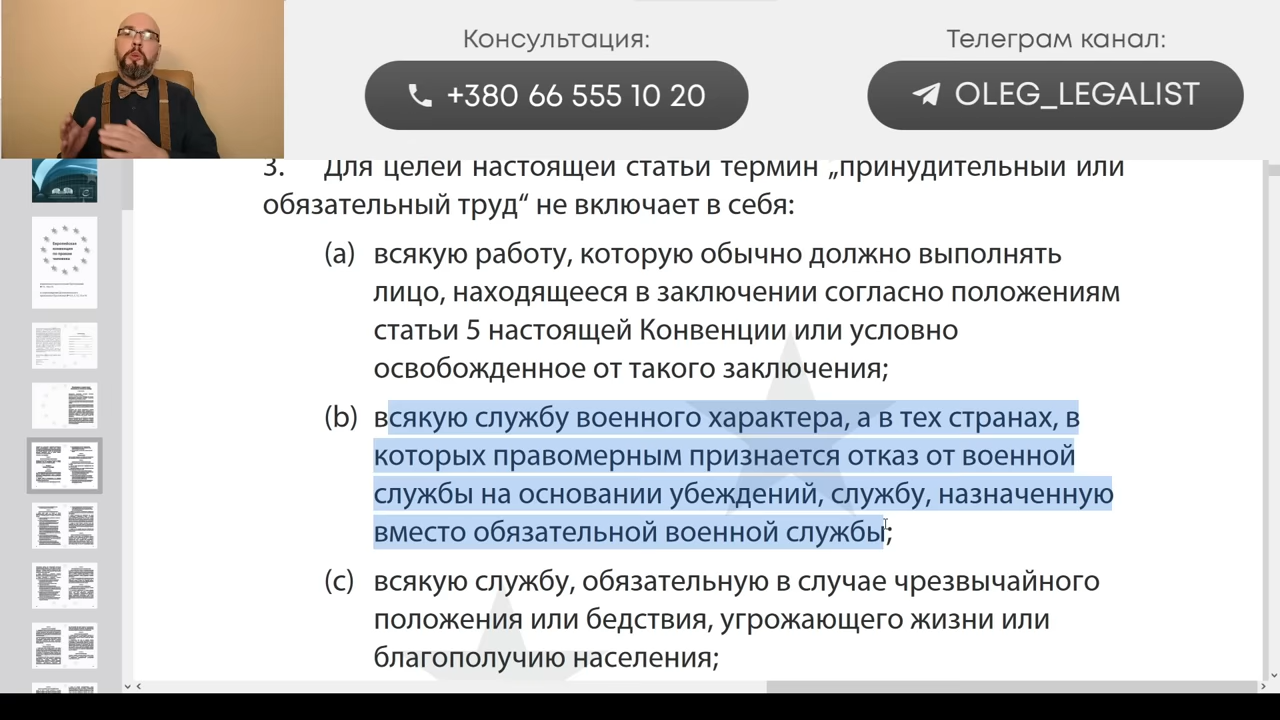 Консультация:
+380 66 555 10 20
Телеграм канал:
OLEG_LEGALIST
3. Для целей настоящей статьи термин „принудительный или
обязательный труд“ не включает в себя:
(a) всякую работу, которую обычно должно выполнять
лицо, находящееся в заключении согласно положениям
статьи 5 настоящей Конвенции или условно
освобожденное от такого заключения;
(b) всякую службу военного характера, а в тех странах, в
которых правомерным признается отказ от военной
службы на основании убеждений, службу, назначенную
вместо обязательной военной службы;
(c) всякую службу, обязательную в случае чрезвычайного
положения или бедствия, угрожающего жизни или
благополучию населения;